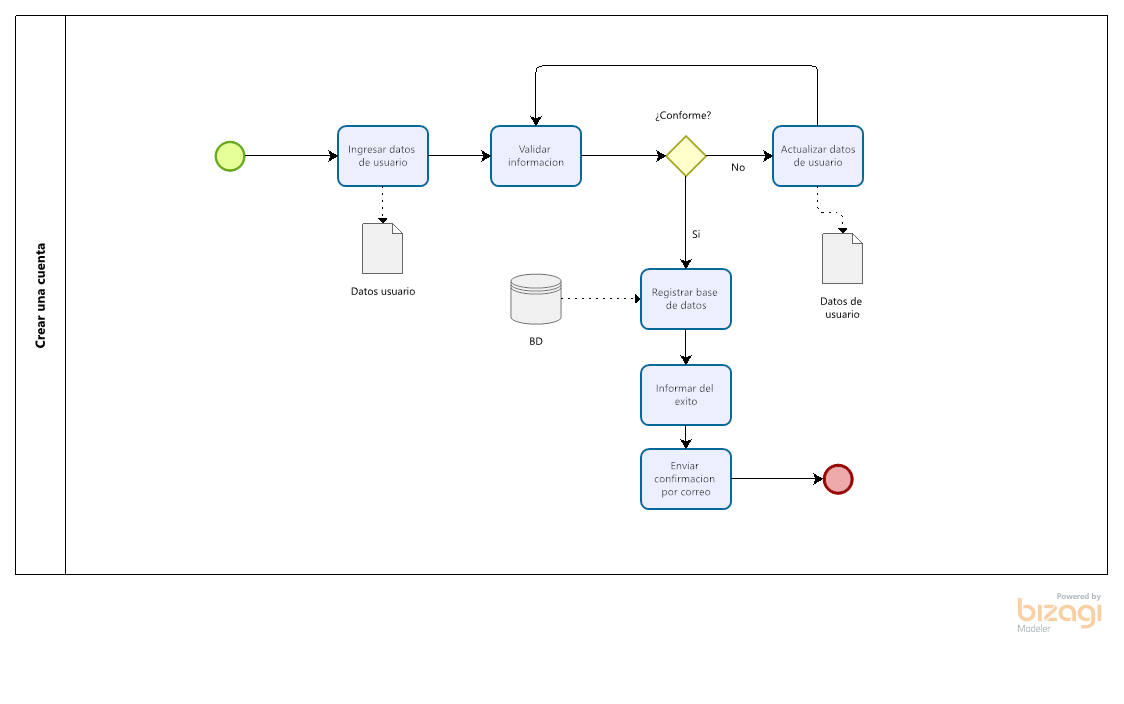 Crear una cuenta
¿Conforme?
Ingresar datos
de usuario
Validar
informacion
No
Actualizar datos
de usuario
Si
Datos usuario
Registrar base
de datos
BD
Datos de
usuario
Informar del
exito
Enviar
confirmacion
por correo
Powered by
bizagi
Modeler